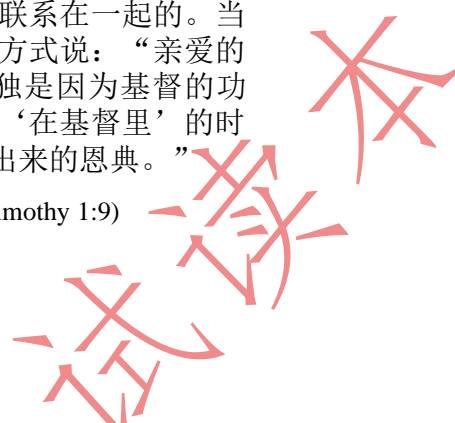 联系在一起的。当
方式说：“亲爱的
独是因为基督的功
‘在基督里’的时
出来的恩典。”
mothy 1:9)
试读本